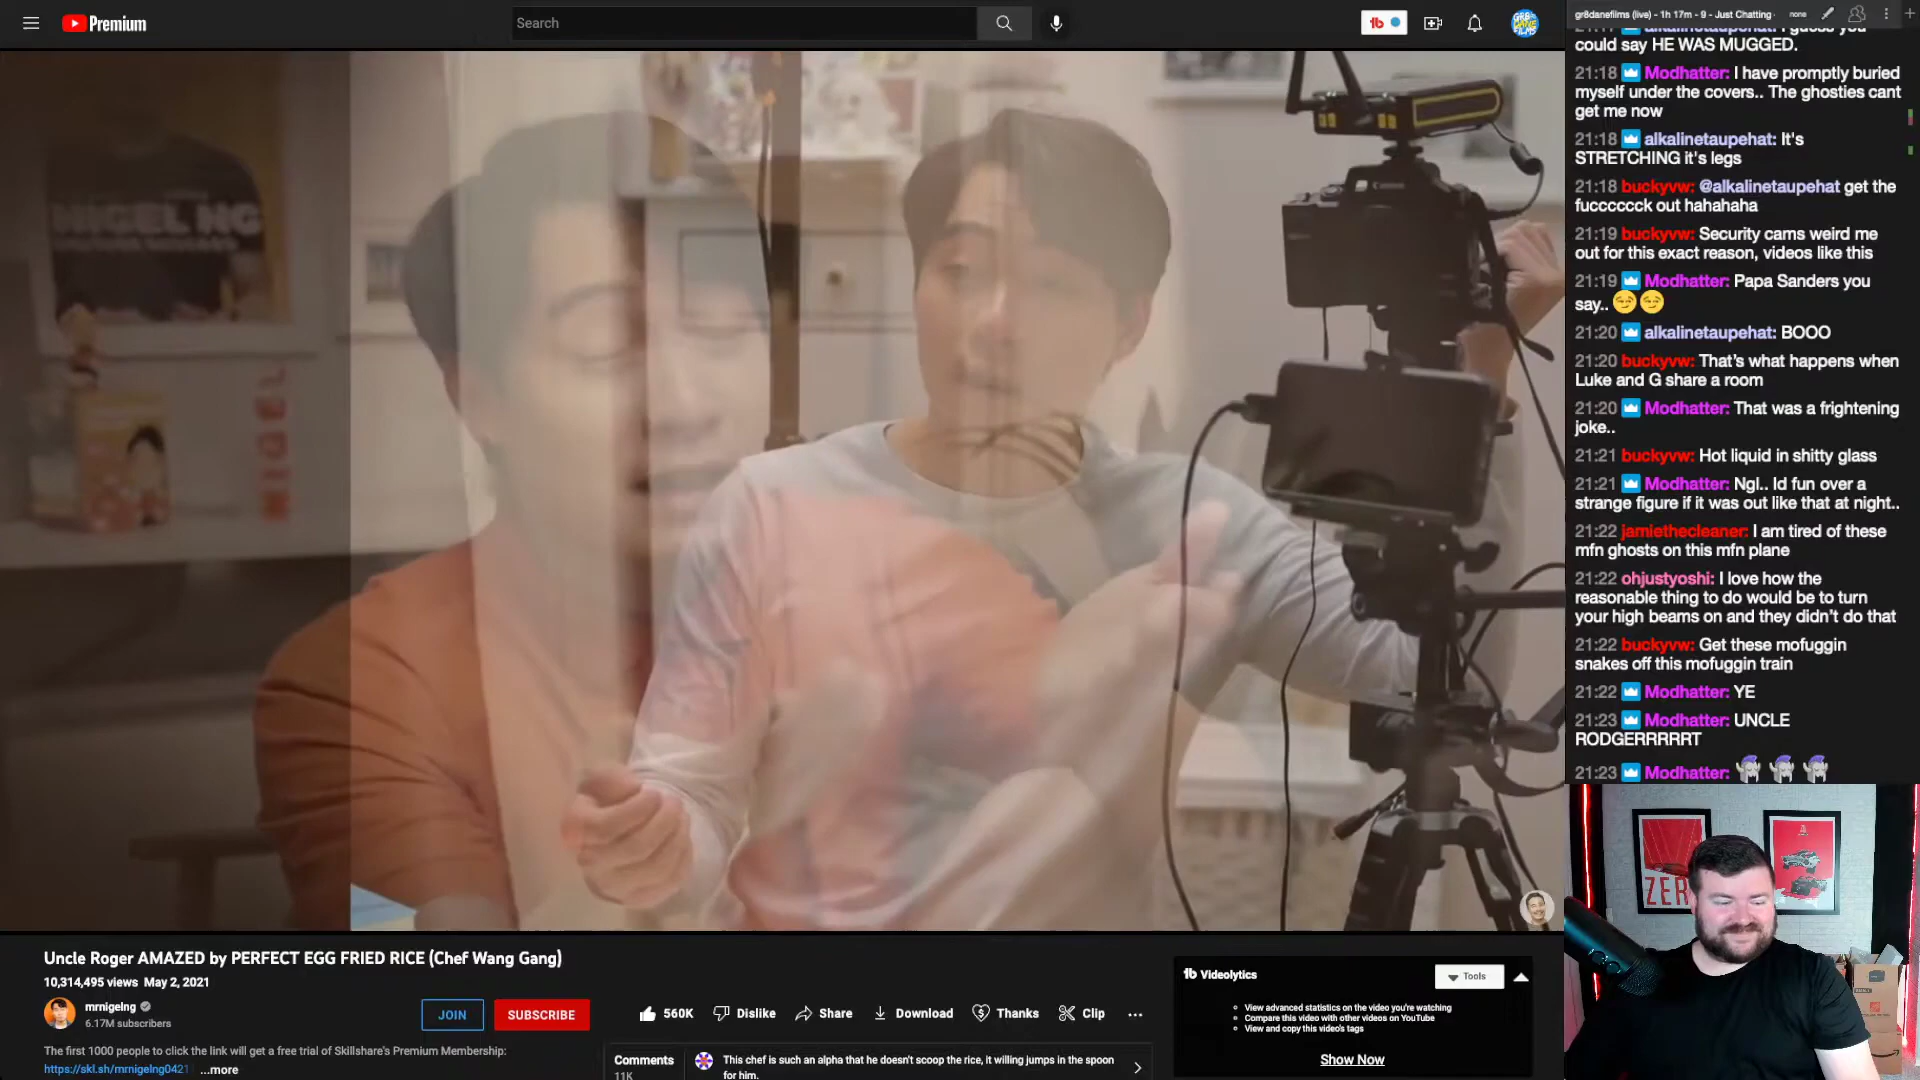 Premium
Search
gr8danefilms (live) - 1h 17m - 9 - Just Chatting
none
could say HE WAS MUGGED.
21:18 Modhatter: I have promptly buried
myself under the covers.. The ghosties cant
get me now
21:18 alkalinetaupehat: It's
STRETCHING it's legs
21:18 buckyvw: @alkalinetaupehat get the
fucccccck out hahahaha
21:19 buckyvw: Security cams weird me
out for this exact reason, videos like this
21:19 Modhatter: Papa Sanders you
say..
21:20 alkalinetaupehat: BOOO
21:20 buckyvw: That's what happens when
Luke and G share a room
21:20 Modhatter: That was a frightening
joke..
21:21 buckyvw: Hot liquid in shitty glass
21:21 Modhatter: Ngl.. Id fun over a
strange figure if it was out like that at night..
21:22 jamiethecleaner: I am tired of these
mfn ghosts on this mfn plane
21:22 ohjustyoshi: I love how the
reasonable thing to do would be to turn
your high beams on and they didn't do that
21:22 buckyvw: Get these mofuggin
snakes off this mofuggin train
21:22 Modhatter: YE
21:23 Modhatter: UNCLE
RODGERRRRRT
21:23 Modhatter:
NIGEL NG
NIGEL
ZER
Uncle Roger AMAZED by PERFECT EGG FRIED RICE (Chef Wang Gang)
10,314,495 views May 2, 2021
mrnigelng
6.17M subscribers
JOIN
SUBSCRIBE
560K
Dislike
Share
Download
Thanks
Clip
The first 1000 people to click the link will get a free trial of Skillshare's Premium Membership:
https://skl.sh/mrnigelng0421
...more
Comments
11K
This chef is such an alpha that he doesn't scoop the rice, it willing jumps in the spoon
for him.
tb Videolytics
Tools
View advanced statistics on the video you're watching
Compare this video with other videos on YouTube
View and copy this video's tags
Show Now